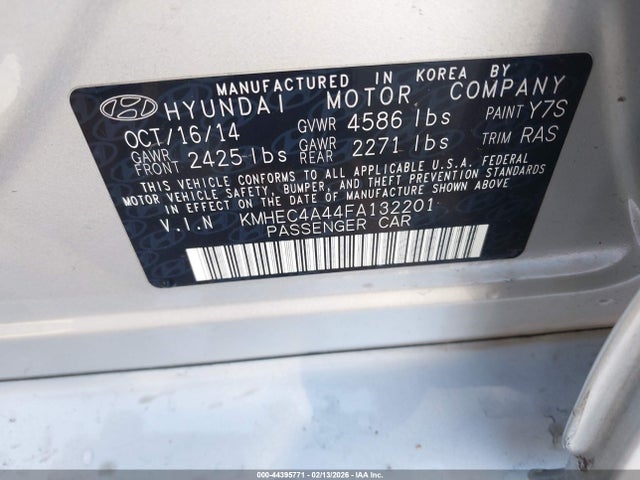 MANUFACTURED IN KOREA BY
HYUNDAI MOTOR COMPANY
OCT/16/14 GVWR 4586 lbs PAINT Y7S
GAWR FRONT 2425 lbs GAWR REAR 2271 lbs TRIM RAS
THIS VEHICLE CONFORMS TO ALL APPLICABLE U.S.A. FEDERAL
MOTOR VEHICLE SAFETY, BUMPER, AND THEFT PREVENTION STANDARDS
IN EFFECT ON THE DATE OF MANUFACTURE SHOWN ABOVE.
V.I.N KMHEC4A44FA132201
PASSENGER CAR
000-44395771 - 02/13/2026 - IAA Inc.